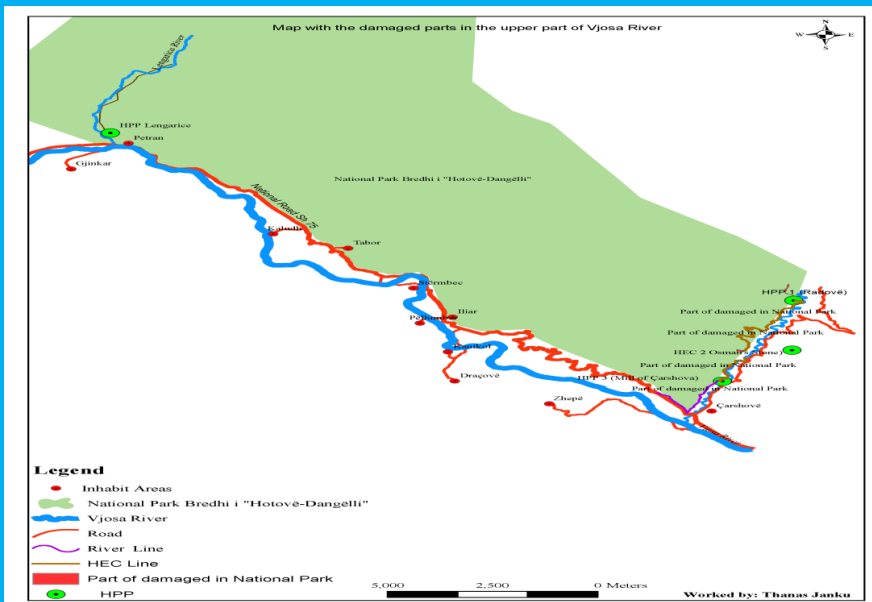 Map with the damaged parts in the upper part of Vjosa River
N
W E
S
Lengarica River
HPP Lengarice
Petran
Gjinkar
National Park Bredhi i "Hotovë-Dangëlli"
National Road Sh 75
Kaludh
Tabor
Stërmbec
Iliar
Pëllumbar
Kanikol
Draçovë
Zhepë
HPP 1 (Radovë)
Part of damaged in National Park
Part of damaged in National Park
HEC 2 Osman's Stene)
Part of damaged in National Park
HPP 3 (Mill of Çarshova)
Part of damaged in National Park
Çarshovë
Legend
Inhabit Areas
National Park Bredhi i "Hotovë-Dangëlli"
Vjosa River
Road
River Line
HEC Line
Part of damaged in National Park
HPP
5,000 2,500 0 Meters
Worked by: Thanas Janku